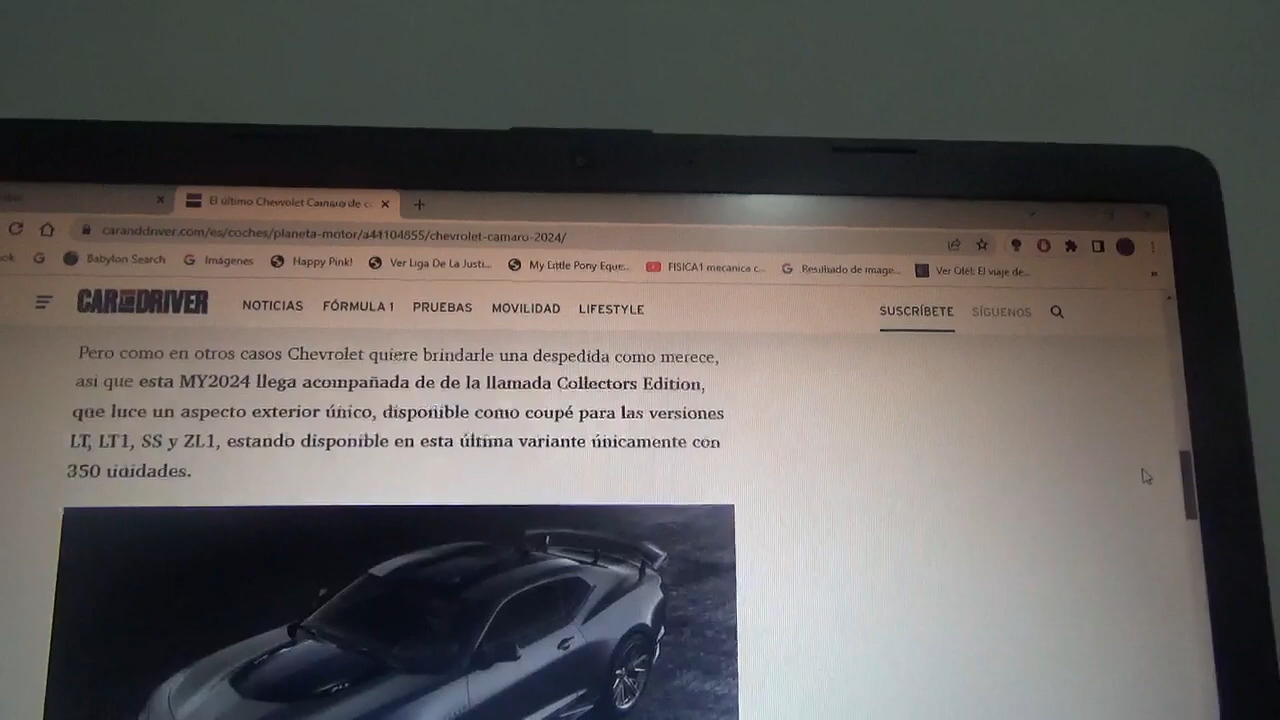 El último Chevrolet Camaro de c
caranddriver.com/es/coches/planeta-motor/a44104855/chevrolet-camaro-2024/
ok G Babylon Search G Imágenes Happy Pink! Ver Liga De La Justi... My Little Pony Eque... FISICA1 mecanica c... G Resultado de image... Ver Olé!: El viaje de... »
CAR AND DRIVER NOTICIAS FÓRMULA 1 PRUEBAS MOVILIDAD LIFESTYLE SUSCRÍBETE SÍGUENOS
Pero como en otros casos Chevrolet quiere brindarle una despedida como merece,
así que esta MY2024 llega acompañada de de la llamada Collectors Edition,
que luce un aspecto exterior único, disponible como coupé para las versiones
LT, LT1, SS y ZL1, estando disponible en esta última variante únicamente con
350 unidades.